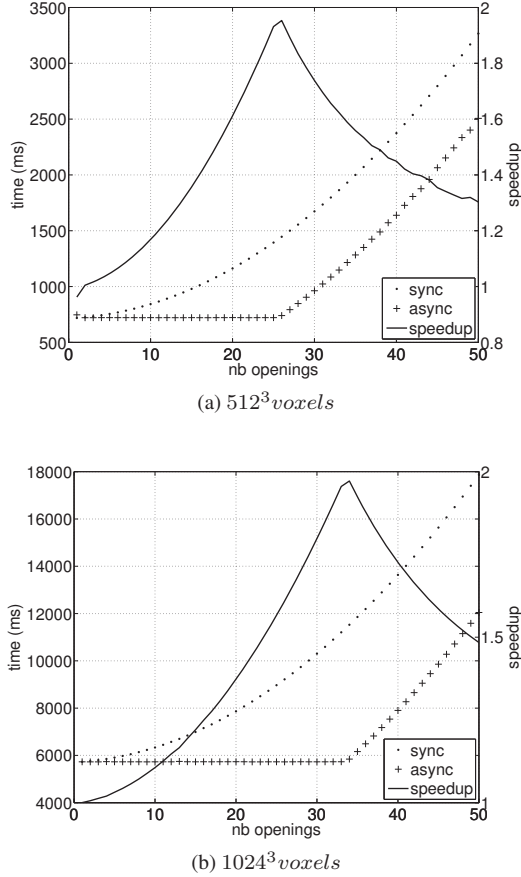 3500
3000
2500
2000
1500
1000
500
2
1.8
1.6
1.4
1.2
1
0.8
time (ms)
speedup
sync
async
speedup
0 10 20 30 40 50
nb openings
(a) 512³voxels
18000
16000
14000
12000
10000
8000
6000
4000
2
1.5
1
time (ms)
speedup
sync
async
speedup
0 10 20 30 40 50
nb openings
(b) 1024³voxels